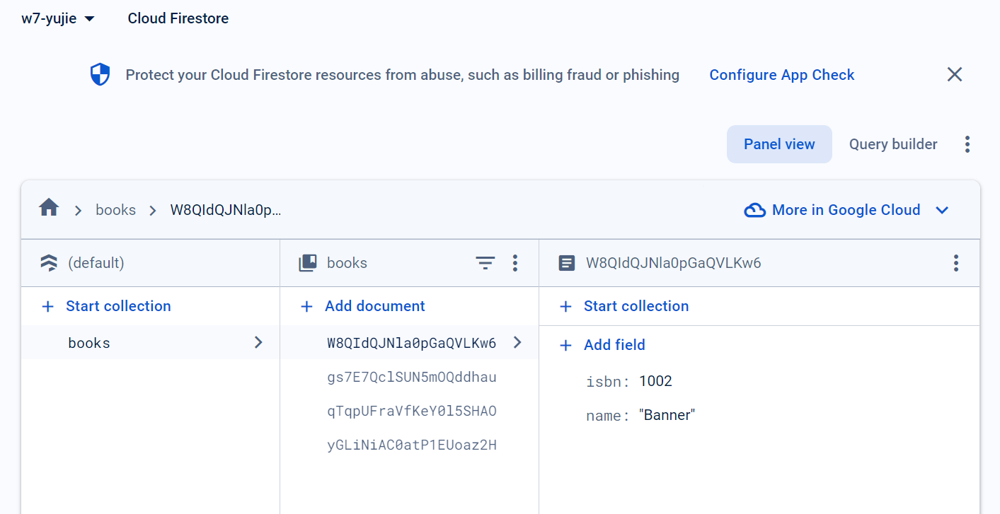 w7-yujie Cloud Firestore
Protect your Cloud Firestore resources from abuse, such as billing fraud or phishing Configure App Check
Panel view Query builder
books W8QIdQJNla0p...
More in Google Cloud
(default) books W8QIdQJNla0pGaQVLKw6
+ Start collection + Add document + Start collection
books W8QIdQJNla0pGaQVLKw6 + Add field
gs7E7QclSUN5mOQddhau isbn: 1002
qTqpUFraVfKeY0l5SHAO name: "Banner"
yGLiNiAC0atP1EUoaz2H